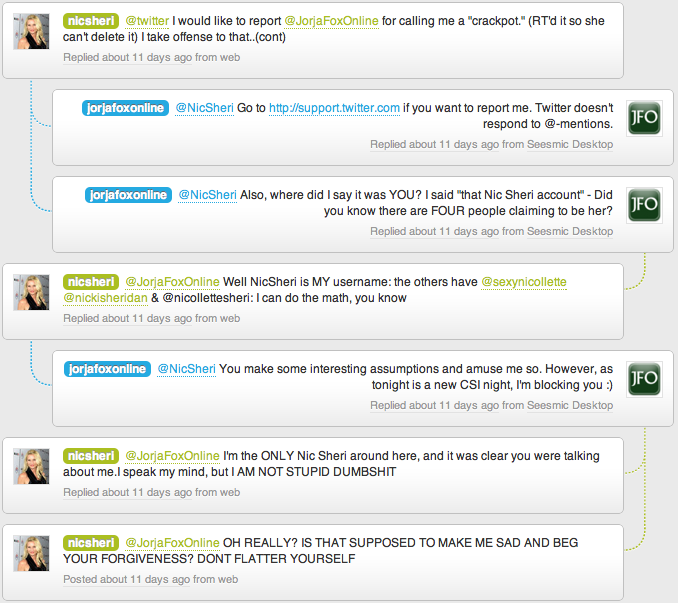 nicsheri @twitter I would like to report @JorjaFoxOnline for calling me a "crackpot." (RT'd it so she
can't delete it) I take offense to that..(cont)
Replied about 11 days ago from web
jorjafoxonline @NicSheri Go to http://support.twitter.com if you want to report me. Twitter doesn't
respond to @-mentions.
JFO
Replied about 11 days ago from Seesmic Desktop
jorjafoxonline @NicSheri Also, where did I say it was YOU? I said "that Nic Sheri account" - Did
you know there are FOUR people claiming to be her?
JFO
Replied about 11 days ago from Seesmic Desktop
nicsheri @JorjaFoxOnline Well NicSheri is MY username: the others have @sexynicollette
@nickisheridan & @nicollettesheri: I can do the math, you know
Replied about 11 days ago from web
jorjafoxonline @NicSheri You make some interesting assumptions and amuse me so. However, as
tonight is a new CSI night, I'm blocking you :)
JFO
Replied about 11 days ago from Seesmic Desktop
nicsheri @JorjaFoxOnline I'm the ONLY Nic Sheri around here, and it was clear you were talking
about me.I speak my mind, but I AM NOT STUPID DUMBSHIT
Replied about 11 days ago from web
nicsheri @JorjaFoxOnline OH REALLY? IS THAT SUPPOSED TO MAKE ME SAD AND BEG
YOUR FORGIVENESS? DONT FLATTER YOURSELF
Posted about 11 days ago from web